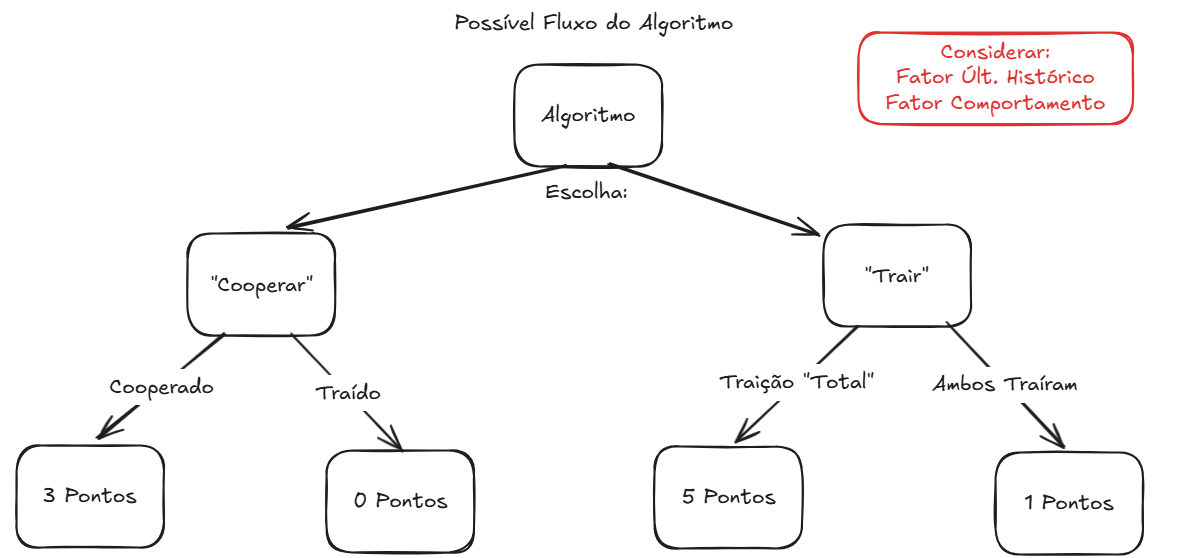 Possível Fluxo do Algoritmo
Considerar:
Fator Últ. Histórico
Fator Comportamento
Algoritmo
Escolha:
"Cooperar"
"Trair"
Cooperado
Traído
Traição "Total"
Ambos Traíram
3 Pontos
0 Pontos
5 Pontos
1 Pontos